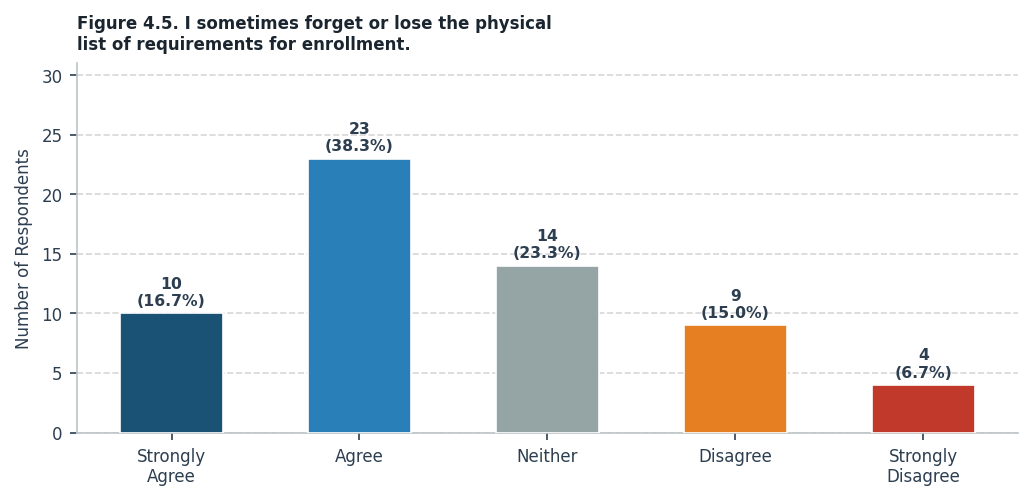 Figure 4.5. I sometimes forget or lose the physical
list of requirements for enrollment.
Number of Respondents
30
25
20
15
10
5
0
10
(16.7%)
23
(38.3%)
14
(23.3%)
9
(15.0%)
4
(6.7%)
Strongly
Agree
Agree
Neither
Disagree
Strongly
Disagree